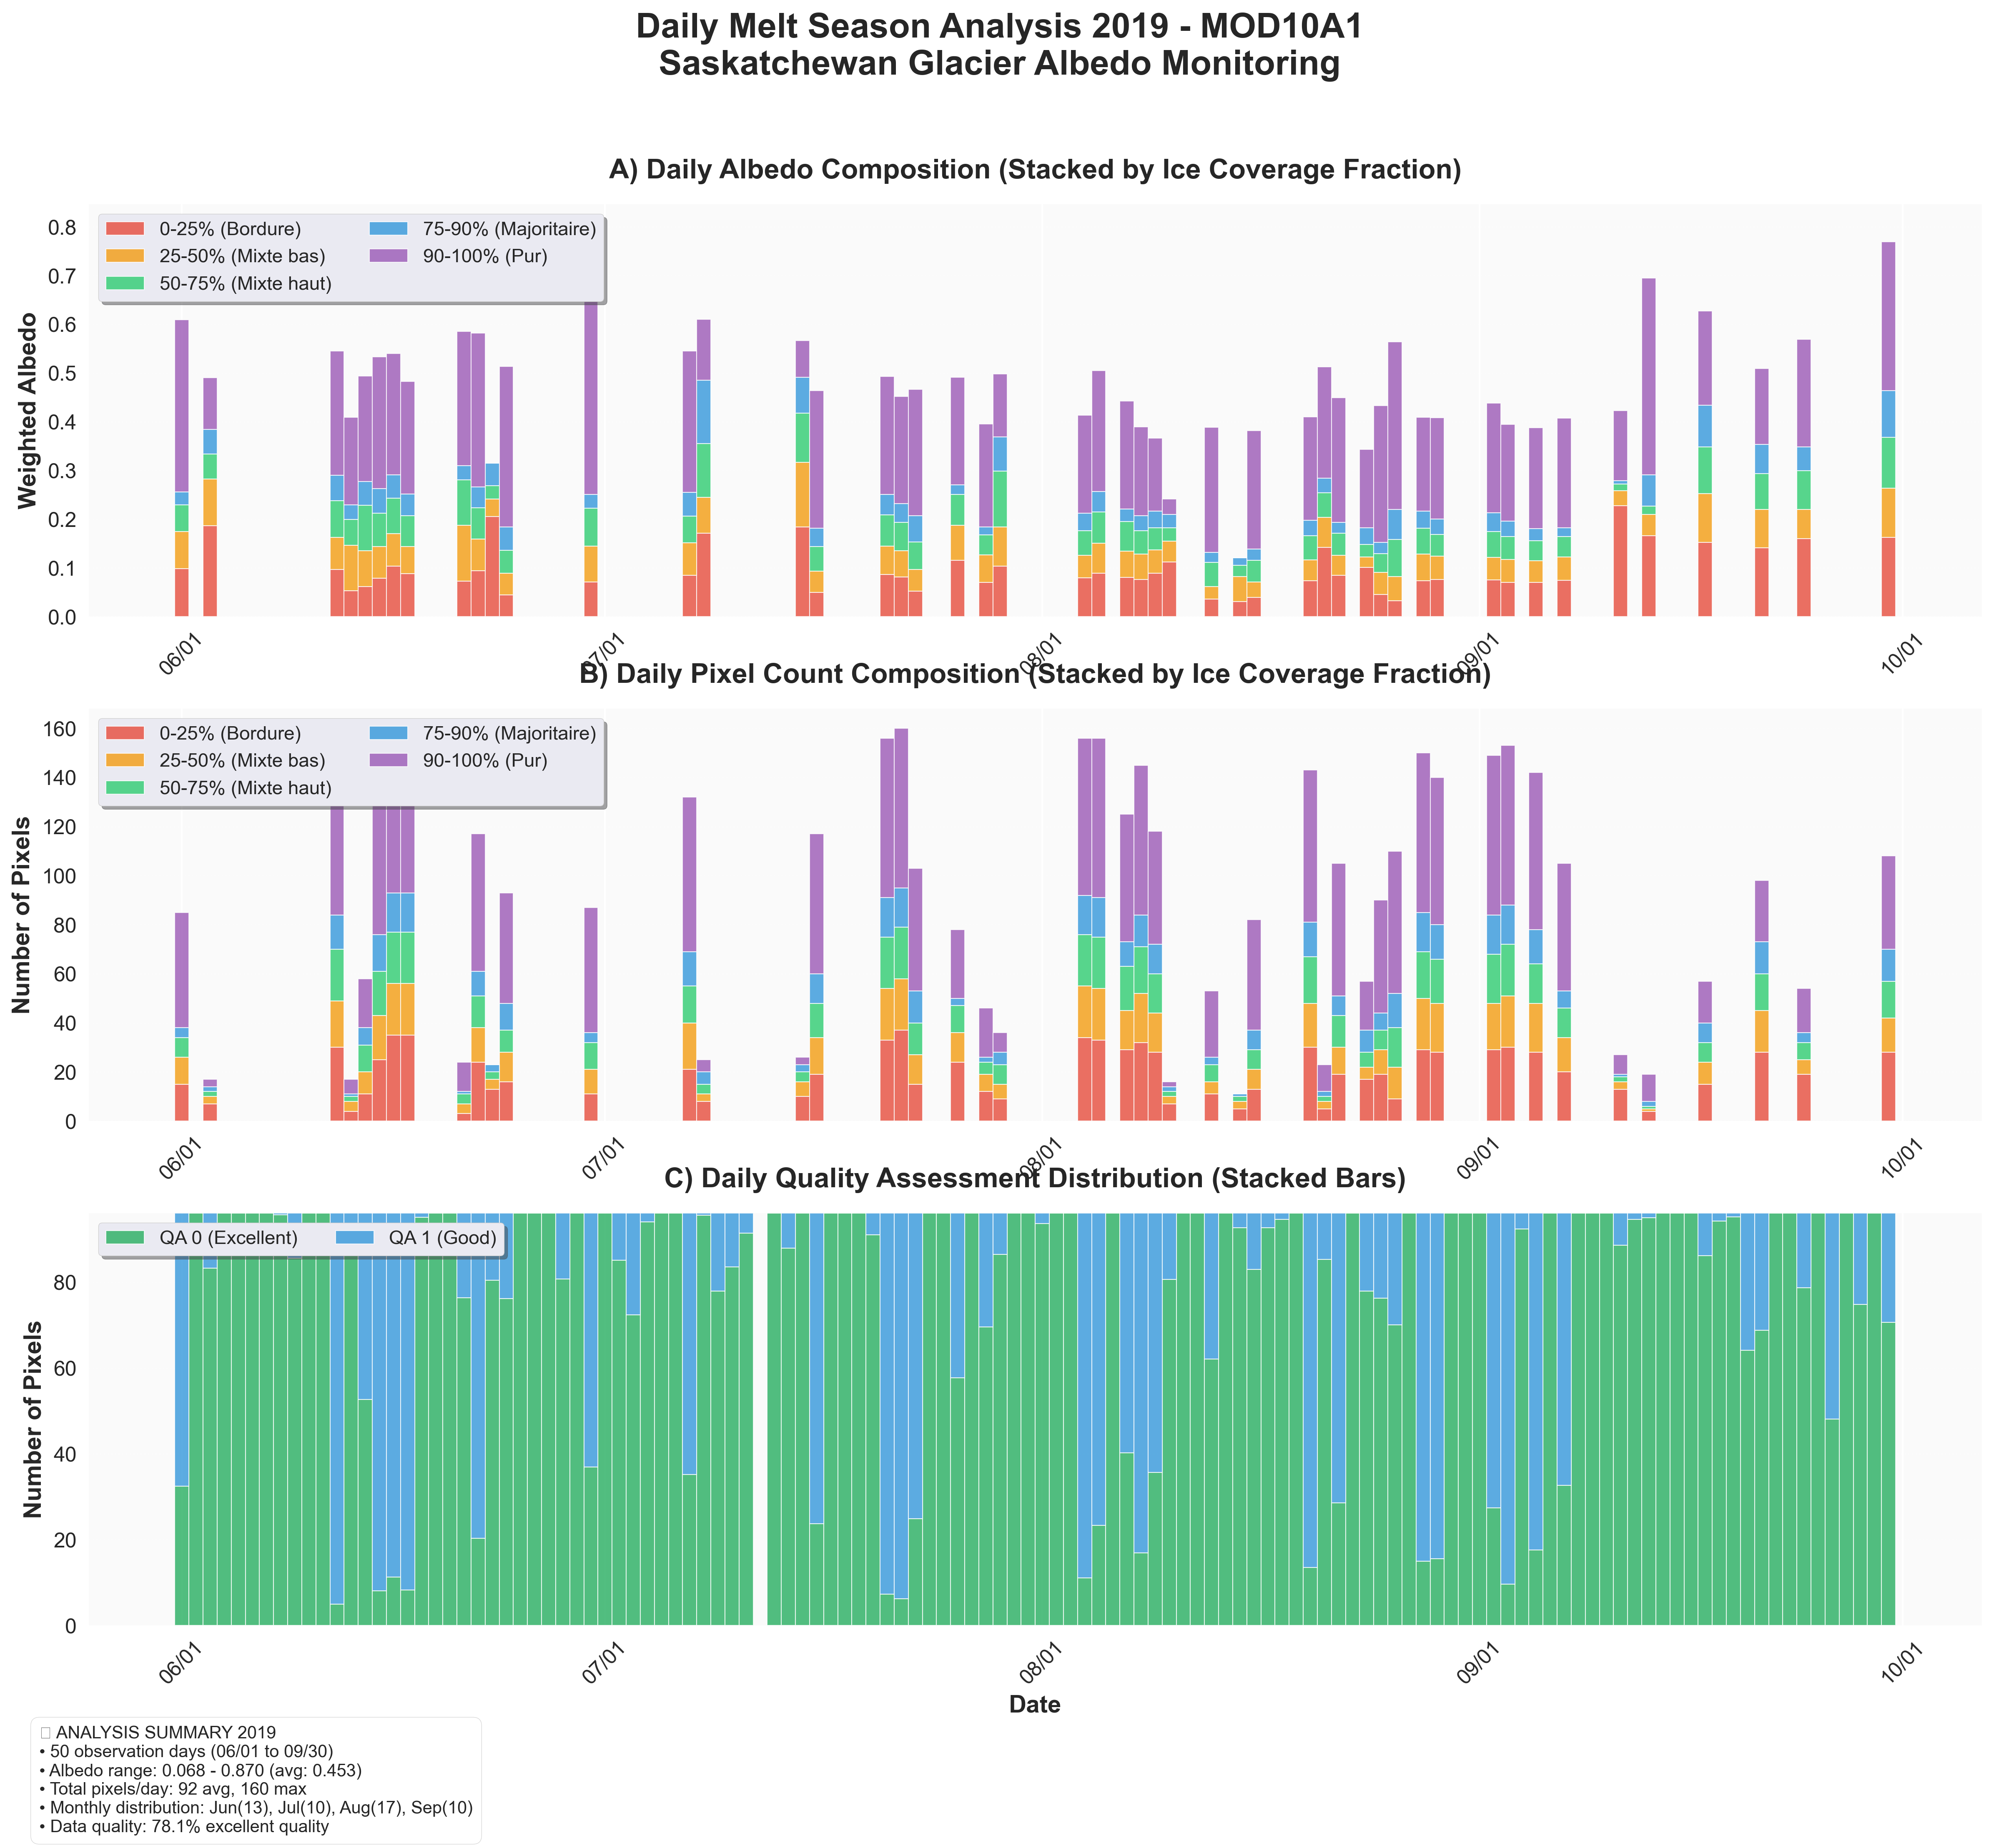 Daily Melt Season Analysis 2019 - MOD10A1
Saskatchewan Glacier Albedo Monitoring
A) Daily Albedo Composition (Stacked by Ice Coverage Fraction)
0-25% (Bordure)
25-50% (Mixte bas)
50-75% (Mixte haut)
75-90% (Majoritaire)
90-100% (Pur)
Weighted Albedo
0.8
0.7
0.6
0.5
0.4
0.3
0.2
0.1
0.0
06/01
07/01
08/01
09/01
10/01
B) Daily Pixel Count Composition (Stacked by Ice Coverage Fraction)
0-25% (Bordure)
25-50% (Mixte bas)
50-75% (Mixte haut)
75-90% (Majoritaire)
90-100% (Pur)
Number of Pixels
160
140
120
100
80
60
40
20
0
06/01
07/01
08/01
09/01
10/01
C) Daily Quality Assessment Distribution (Stacked Bars)
QA 0 (Excellent)
QA 1 (Good)
Number of Pixels
80
60
40
20
0
06/01
07/01
08/01
09/01
10/01
Date
ANALYSIS SUMMARY 2019
• 50 observation days (06/01 to 09/30)
• Albedo range: 0.068 - 0.870 (avg: 0.453)
• Total pixels/day: 92 avg, 160 max
• Monthly distribution: Jun(13), Jul(10), Aug(17), Sep(10)
• Data quality: 78.1% excellent quality